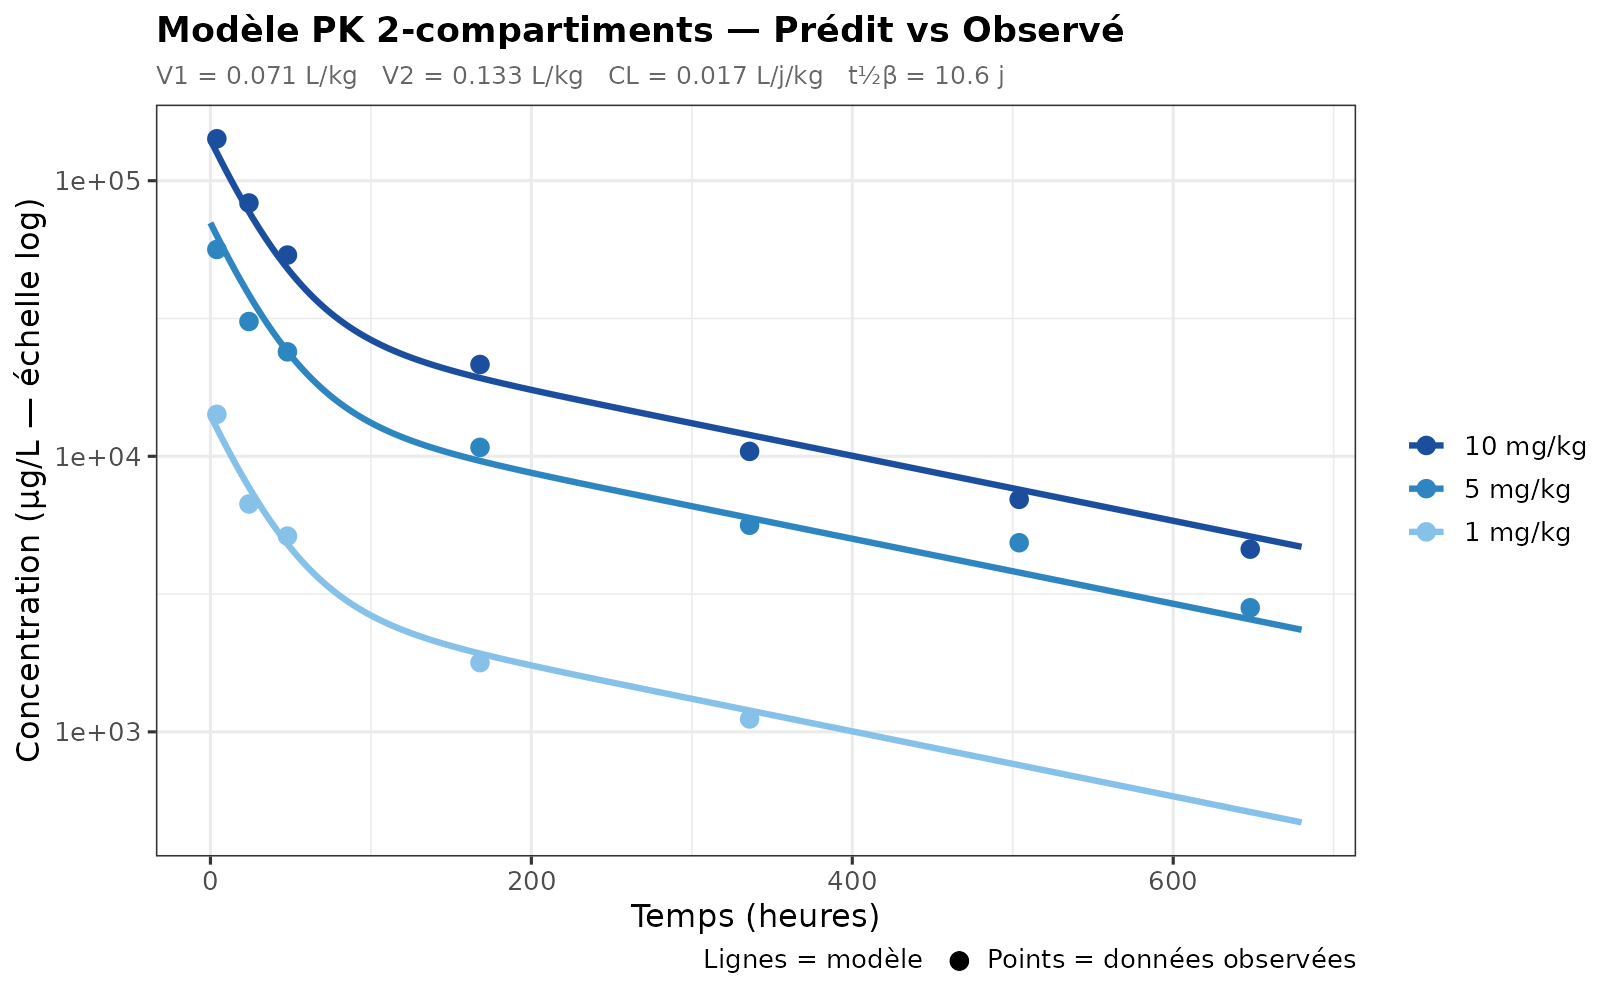 Modèle PK 2-compartiments — Prédit vs Observé
V1 = 0.071 L/kg   V2 = 0.133 L/kg   CL = 0.017 L/j/kg   t½β = 10.6 j
Concentration (µg/L — échelle log)
1e+05
1e+04
1e+03
0
200
400
600
Temps (heures)
10 mg/kg
5 mg/kg
1 mg/kg
Lignes = modèle   ●  Points = données observées